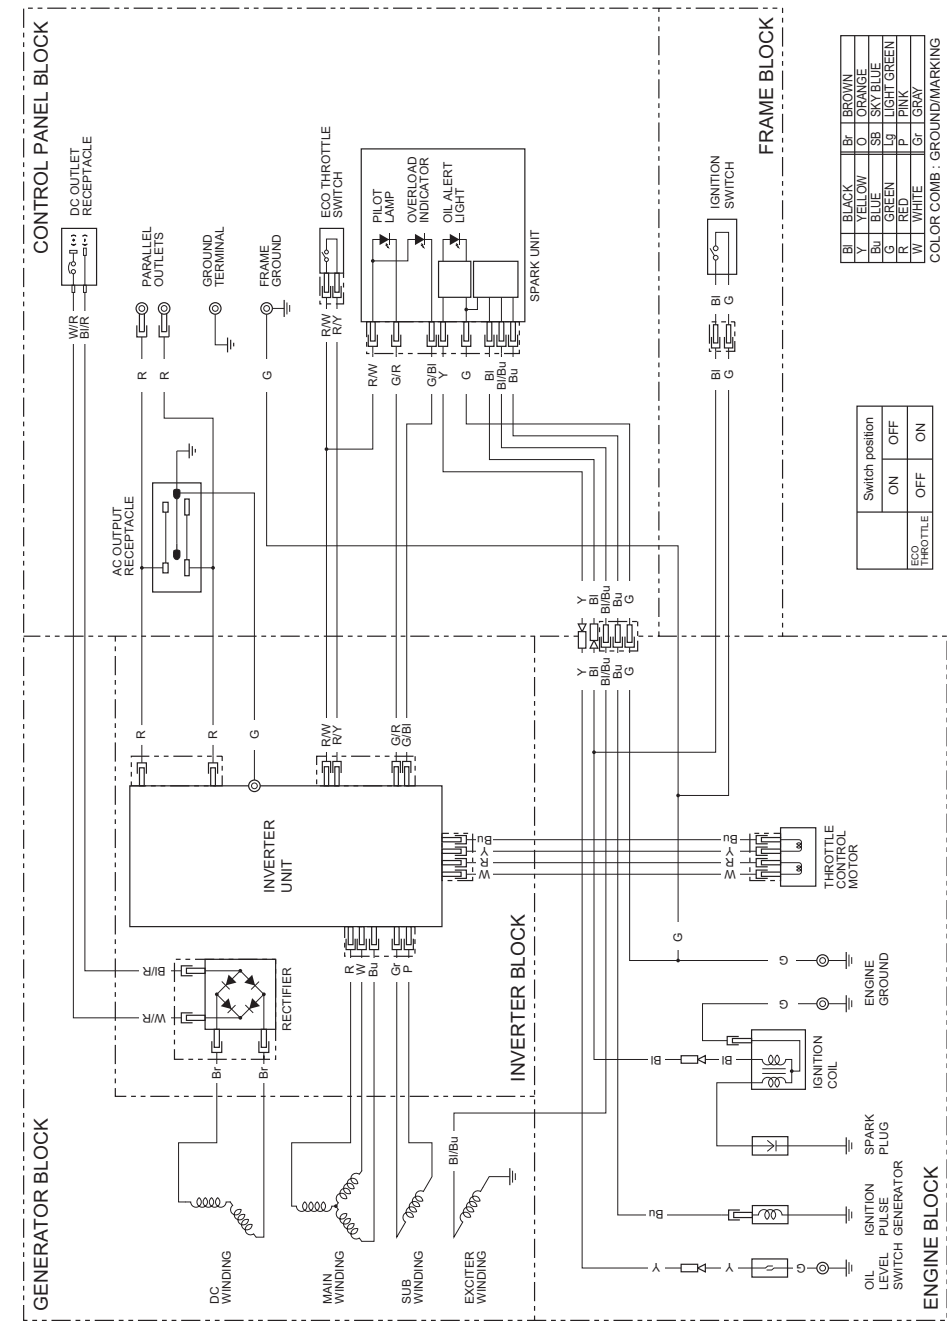 CONTROL PANEL BLOCK
DC OUTLET
RECEPTACLE
W/R
Bl/R
PARALLEL
OUTLETS
R
R
GROUND
TERMINAL
FRAME
GROUND
G
ECO THROTTLE
SWITCH
R/W
R/Y
PILOT
LAMP
OVERLOAD
INDICATOR
OIL ALERT
LIGHT
SPARK UNIT
R/W
G/R
G/Bl
Y
G
Bl
Bl/Bu
Bu
AC OUTPUT
RECEPTACLE
FRAME BLOCK
IGNITION
SWITCH
Bl
G
Bl
G
Y
Bl
Bl/Bu
Bu
G
Y
Bl
Bl/Bu
Bu
G
Bl BLACK Br BROWN
Y YELLOW O ORANGE
Bu BLUE SB SKY BLUE
G GREEN Lg LIGHT GREEN
R RED P PINK
W WHITE Gr GRAY
COLOR COMB : GROUND/MARKING
Switch position
ON OFF
ECO
THROTTLE
OFF ON
GENERATOR BLOCK
INVERTER BLOCK
INVERTER
UNIT
R
R
G
R/W
R/Y
G/R
G/Bl
Bu
Y
R
W
Bu
Y
R
W
THROTTLE
CONTROL
MOTOR
R
W
Bu
Gr
P
Bl/R
W/R
RECTIFIER
Br
Br
DC
WINDING
MAIN
WINDING
SUB
WINDING
EXCITER
WINDING
Bl/Bu
ENGINE BLOCK
G
G
G
ENGINE
GROUND
Bl
Bl
IGNITION
COIL
SPARK
PLUG
Bu
IGNITION
PULSE
GENERATOR
Y
Y
G
OIL
LEVEL
SWITCH